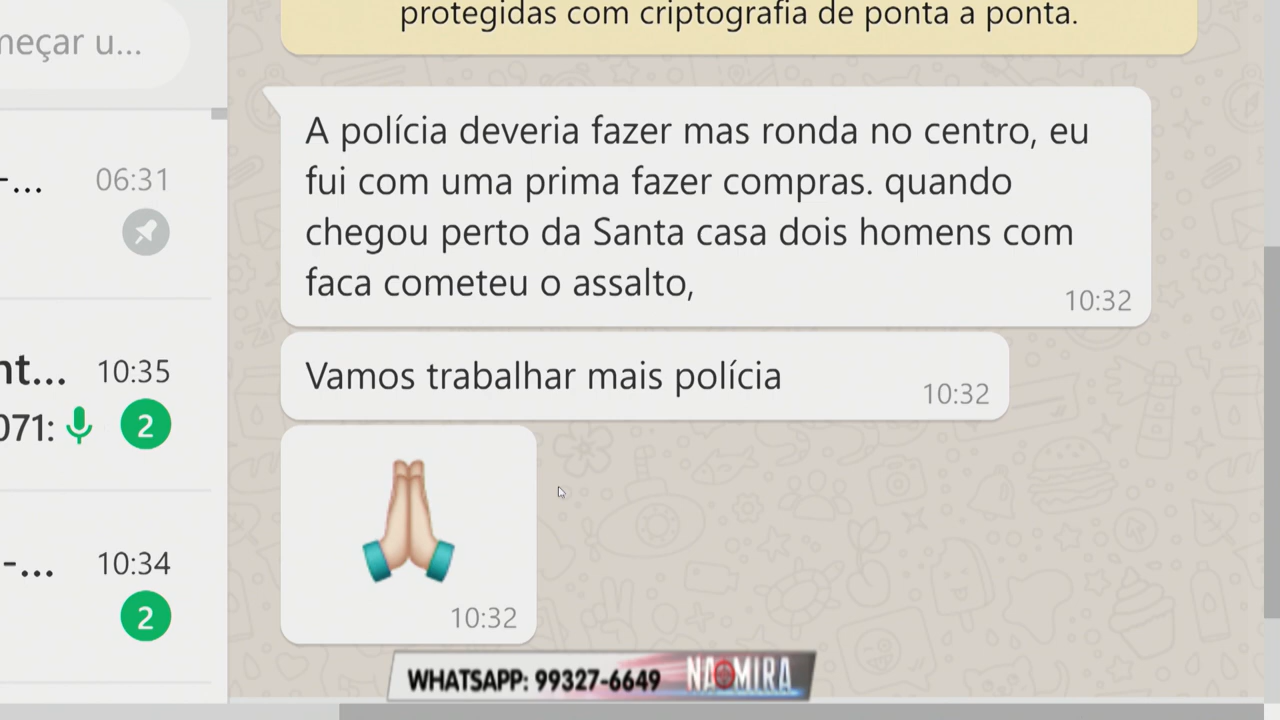 protegidas com criptografia de ponta a ponta.
meçar u...
A polícia deveria fazer mas ronda no centro, eu
fui com uma prima fazer compras. quando
chegou perto da Santa casa dois homens com
faca cometeu o assalto,
10:32
-... 06:31
Vamos trabalhar mais polícia
10:32
nt... 10:35
071: 2
10:32
-... 10:34
2
WHATSAPP: 99327-6649 NA MIRA